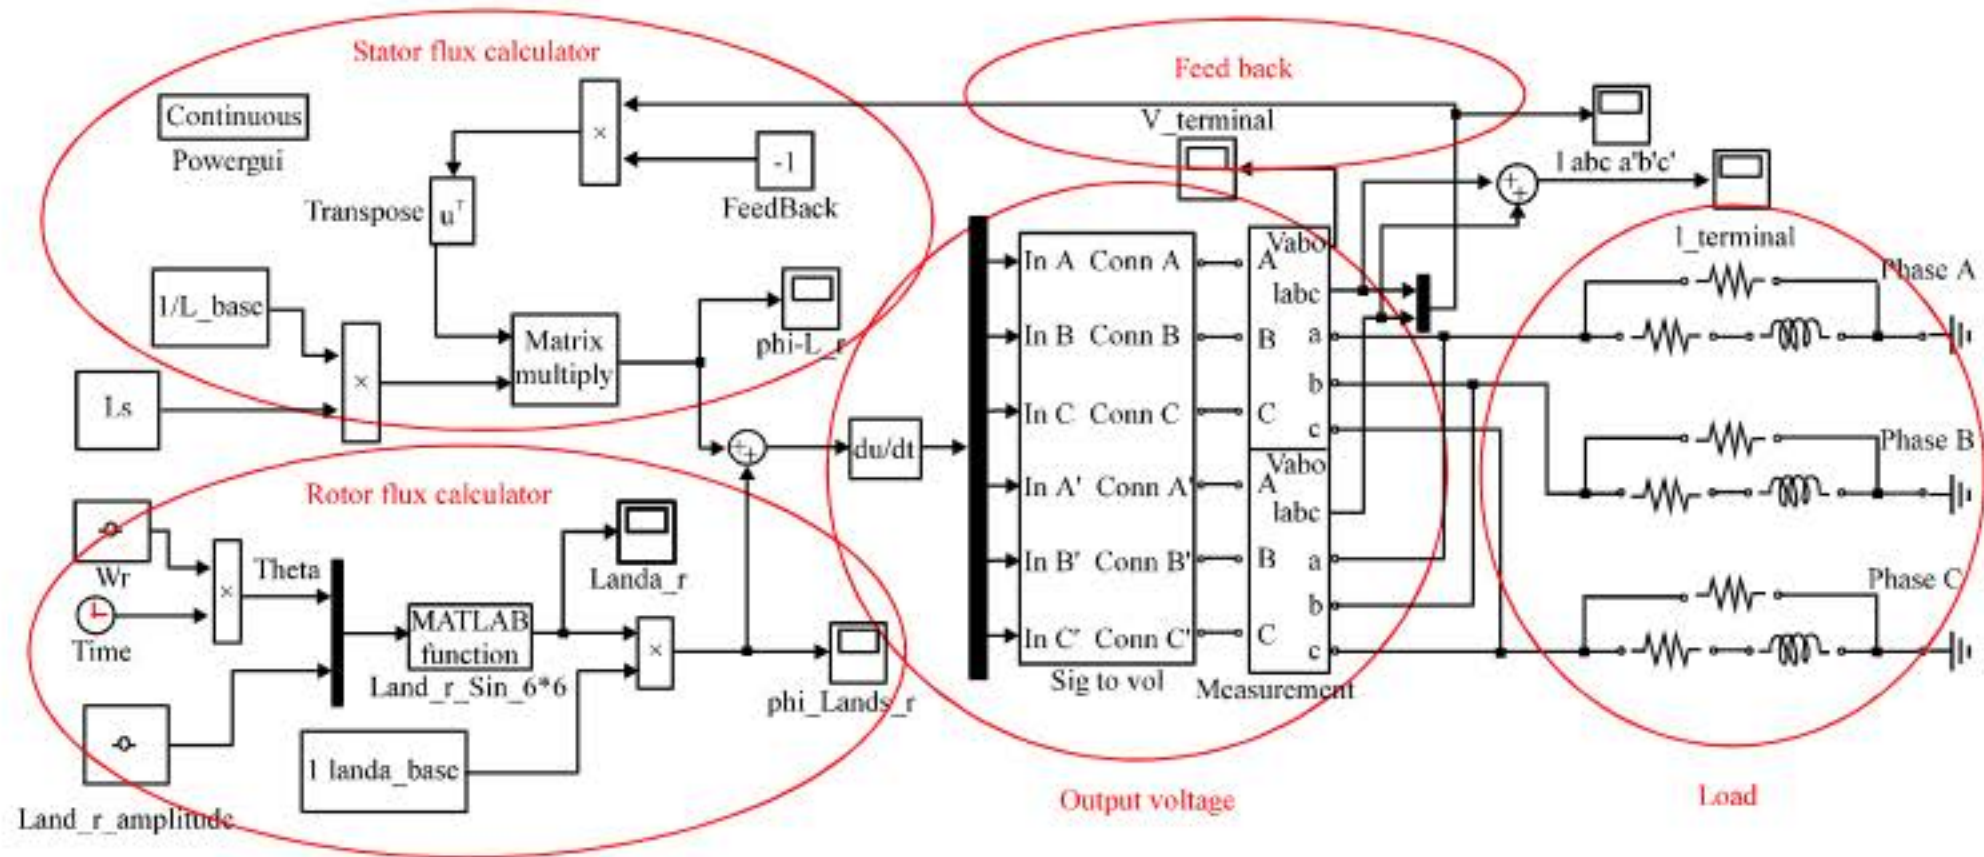 Stator flux calculator
Continuous
Powergui
×
-1
FeedBack
Transpose
uᵀ
1/L_base
Ls
×
Matrix
multiply
phi-L_r
Feed back
V_terminal
I abc a'b'c'
I_terminal
++
du/dt
Rotor flux calculator
Wr
Time
×
Theta
MATLAB
function
Land_r_Sin_6*6
Landa_r
×
phi_Lands_r
Land_r_amplitude
1 landa_base
++
In A Conn A
In B Conn B
In C Conn C
In A' Conn A'
In B' Conn B'
In C' Conn C'
Sig to vol
Vabo
A
Iabc
B
a
b
C
c
Vabo
A
Iabc
B
a
b
C
c
Measurement
Output voltage
Phase A
Phase B
Phase C
Load